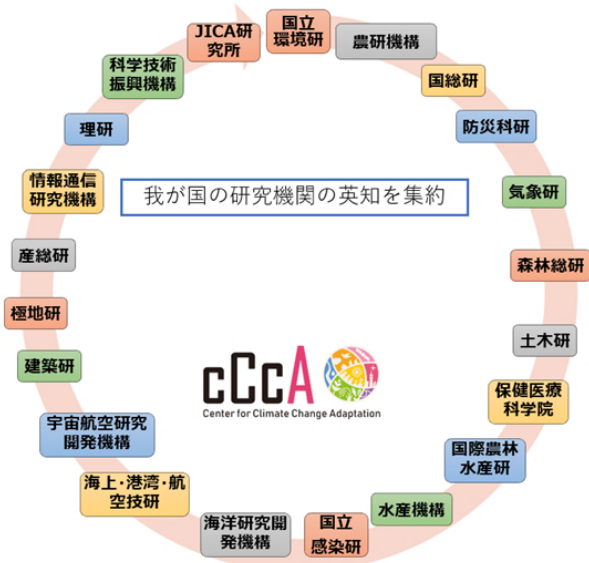 国立
環境研
農研機構
国総研
防災科研
気象研
森林総研
土木研
保健医療
科学院
国際農林
水産研
水産機構
国立
感染研
海洋研究開
発機構
海上・港湾・航
空技研
宇宙航空研究
開発機構
建築研
極地研
産総研
情報通信
研究機構
理研
科学技術
振興機構
JICA研
究所
我が国の研究機関の英知を集約
cCcA
Center for Climate Change Adaptation